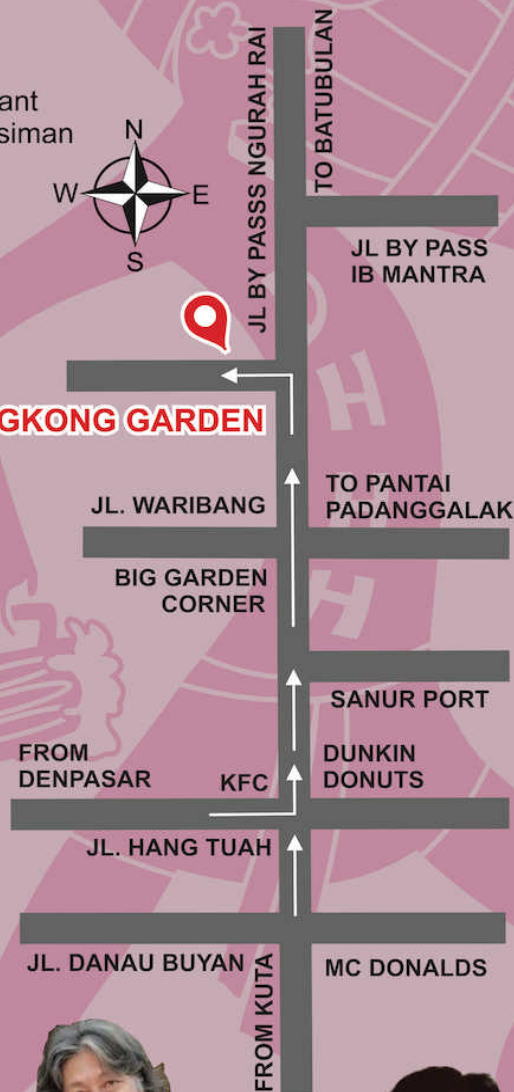 ant
siman
N
W
E
S
JL BY PASSS NGURAH RAI
TO BATUBULAN
JL BY PASS
IB MANTRA
GKONG GARDEN
JL. WARIBANG
TO PANTAI
PADANGGALAK
BIG GARDEN
CORNER
SANUR PORT
FROM
DENPASAR
KFC
DUNKIN
DONUTS
JL. HANG TUAH
JL. DANAU BUYAN
FROM KUTA
MC DONALDS
OHHH